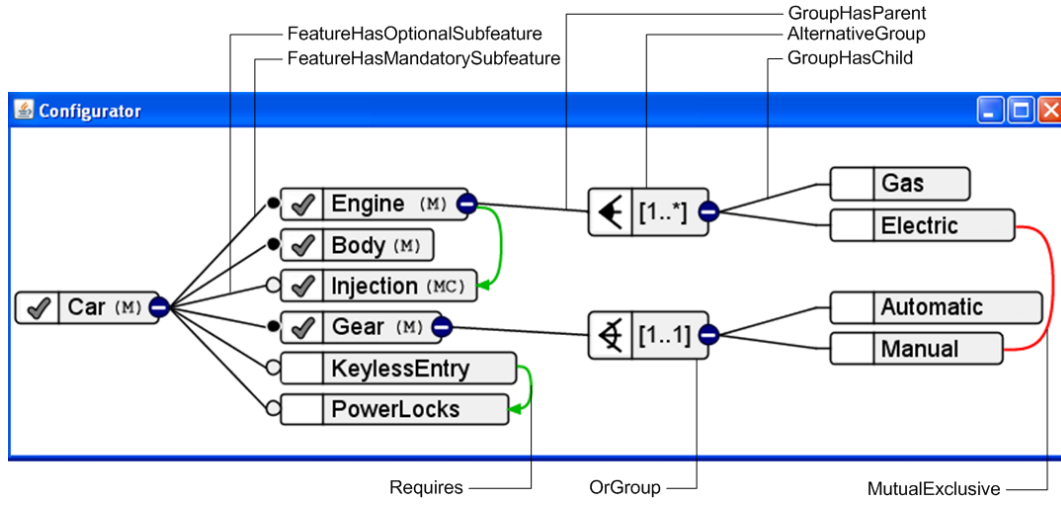 GroupHasParent
FeatureHasOptionalSubfeature
AlternativeGroup
FeatureHasMandatorySubfeature
GroupHasChild
Configurator
Gas
Engine (M)
[1..*]
Electric
Body (M)
Injection (MC)
Car (M)
Automatic
Gear (M)
[1..1]
Manual
KeylessEntry
PowerLocks
Requires
OrGroup
MutualExclusive